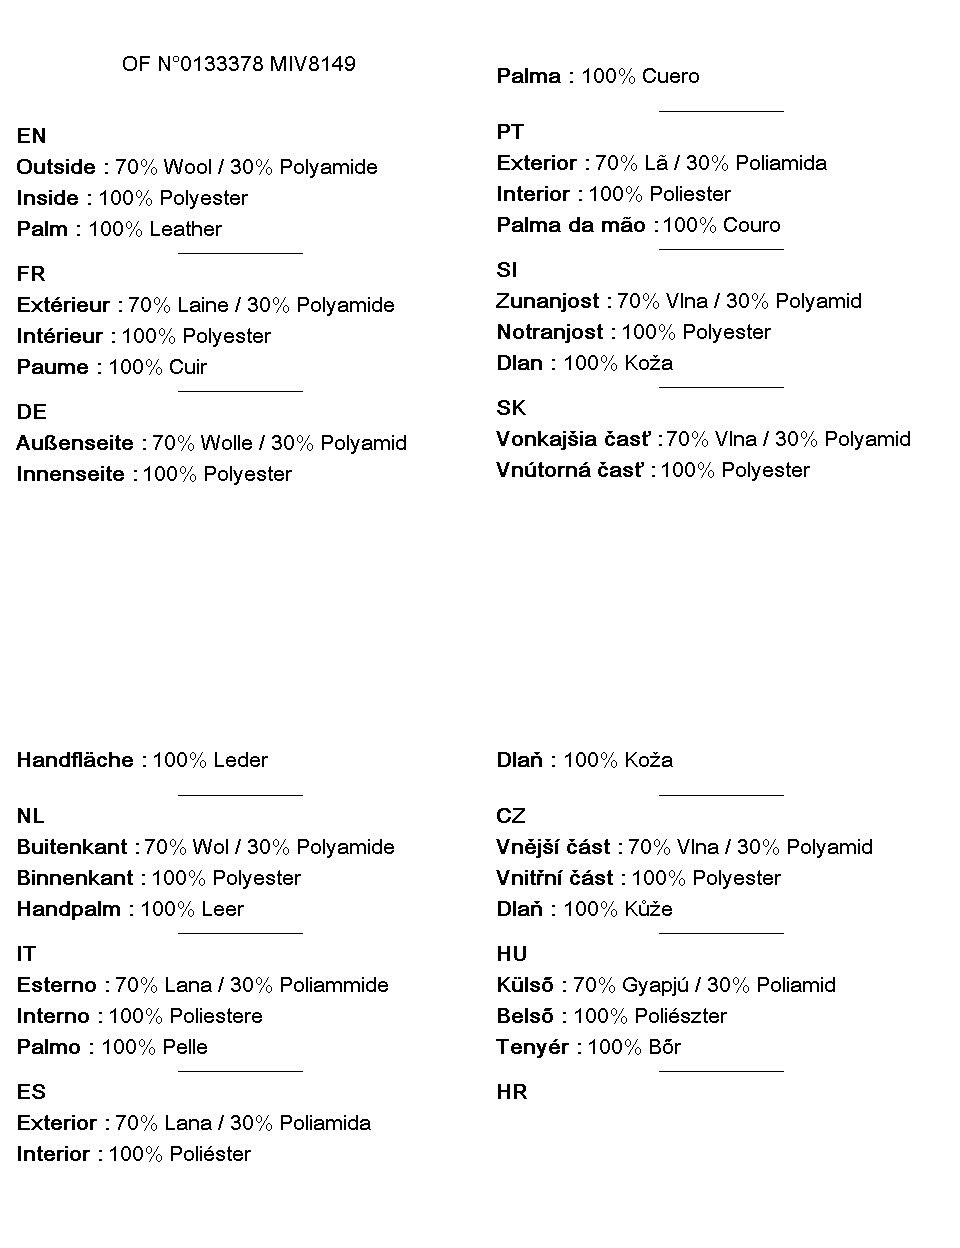 OF N°0133378 MIV8149
EN
Outside : 70% Wool / 30% Polyamide
Inside : 100% Polyester
Palm : 100% Leather
FR
Extérieur : 70% Laine / 30% Polyamide
Intérieur : 100% Polyester
Paume : 100% Cuir
DE
Außenseite : 70% Wolle / 30% Polyamid
Innenseite : 100% Polyester
Handfläche : 100% Leder
NL
Buitenkant : 70% Wol / 30% Polyamide
Binnenkant : 100% Polyester
Handpalm : 100% Leer
IT
Esterno : 70% Lana / 30% Poliammide
Interno : 100% Poliestere
Palmo : 100% Pelle
ES
Exterior : 70% Lana / 30% Poliamida
Interior : 100% Poliéster
Palma : 100% Cuero
PT
Exterior : 70% Lã / 30% Poliamida
Interior : 100% Poliester
Palma da mão : 100% Couro
SI
Zunanjost : 70% Vlna / 30% Polyamid
Notranjost : 100% Polyester
Dlan : 100% Koža
SK
Vonkajšia časť : 70% Vlna / 30% Polyamid
Vnútorná časť : 100% Polyester
Dlaň : 100% Koža
CZ
Vnější část : 70% Vlna / 30% Polyamid
Vnitřní část : 100% Polyester
Dlaň : 100% Kůže
HU
Külső : 70% Gyapjú / 30% Poliamid
Belső : 100% Poliészter
Tenyér : 100% Bőr
HR